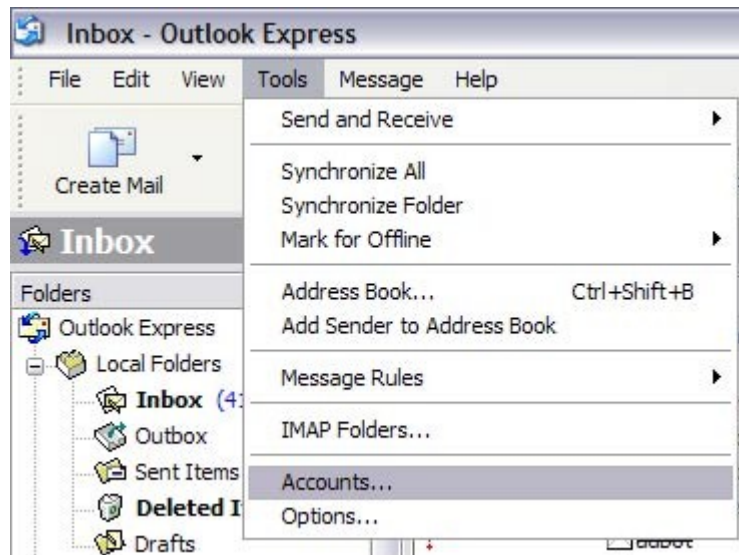 Inbox - Outlook Express
File Edit View Tools Message Help
Create Mail
Send and Receive
Synchronize All
Synchronize Folder
Mark for Offline
Address Book... Ctrl+Shift+B
Add Sender to Address Book
Message Rules
IMAP Folders...
Accounts...
Options...
Inbox
Folders
Outlook Express
Local Folders
Inbox (41
Outbox
Sent Items
Deleted I
Drafts